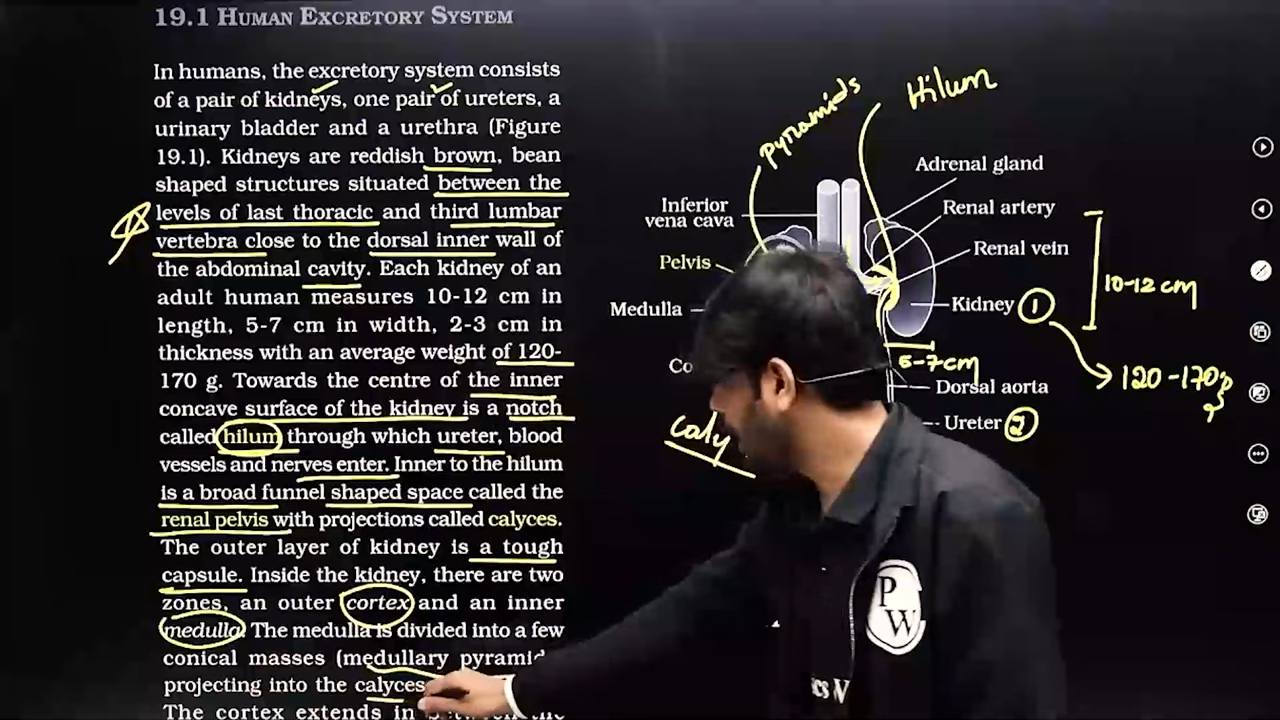 19.1 HUMAN EXCRETORY SYSTEM
In humans, the excretory system consists
of a pair of kidneys, one pair of ureters, a
urinary bladder and a urethra (Figure
19.1). Kidneys are reddish brown, bean
shaped structures situated between the
levels of last thoracic and third lumbar
vertebra close to the dorsal inner wall of
the abdominal cavity. Each kidney of an
adult human measures 10-12 cm in
length, 5-7 cm in width, 2-3 cm in
thickness with an average weight of 120-
170 g. Towards the centre of the inner
concave surface of the kidney is a notch
called hilum through which ureter, blood
vessels and nerves enter. Inner to the hilum
is a broad funnel shaped space called the
renal pelvis with projections called calyces.
The outer layer of kidney is a tough
capsule. Inside the kidney, there are two
zones, an outer cortex and an inner
medulla. The medulla is divided into a few
conical masses (medullary
projecting into the calyces
The cortex extends in
Pyramids
Hilum
Adrenal gland
Inferior
vena cava
Renal artery
Renal vein
Pelvis
10-12 cm
Medulla
Kidney 1
5-7 cm
120-170g
Dorsal aorta
Ureter 2
P
W